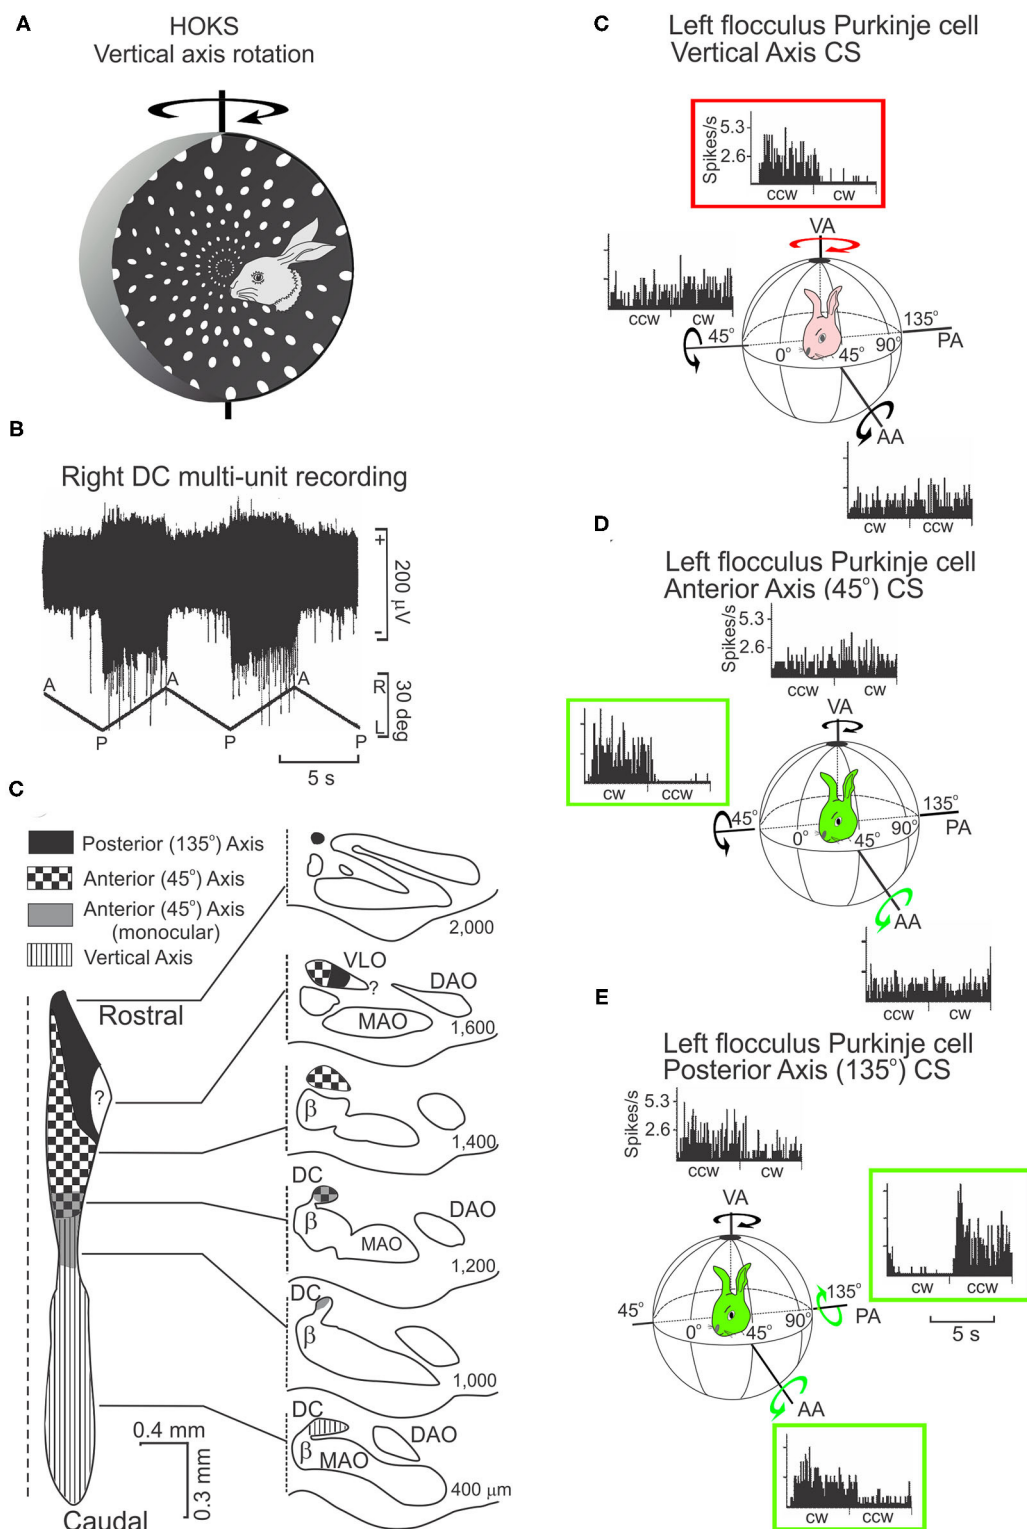 A
HOKS
Vertical axis rotation
B
Right DC multi-unit recording
+
-
200 µV
A
A
A
P
P
P
R
L
30 deg
5 s
C
Posterior (135°) Axis
Anterior (45°) Axis
Anterior (45°) Axis
(monocular)
Vertical Axis
Rostral
?
Caudal
0.4 mm
0.3 mm
2,000
VLO
?
DAO
MAO
1,600
β
1,400
DC
β
DAO
MAO
1,200
DC
β
1,000
DC
β
MAO
DAO
400 µm
C
Left flocculus Purkinje cell
Vertical Axis CS
Spikes/s
5.3
2.6
CCW
CW
VA
CCW
CW
45°
0°
45°
90°
135°
PA
AA
CW
CCW
D
Left flocculus Purkinje cell
Anterior Axis (45°) CS
Spikes/s
5.3
2.6
CCW
CW
VA
CW
CCW
45°
0°
45°
90°
135°
PA
AA
CCW
CW
E
Left flocculus Purkinje cell
Posterior Axis (135°) CS
Spikes/s
5.3
2.6
CCW
CW
VA
CW
CCW
45°
0°
45°
90°
135°
PA
5 s
AA
CW
CCW